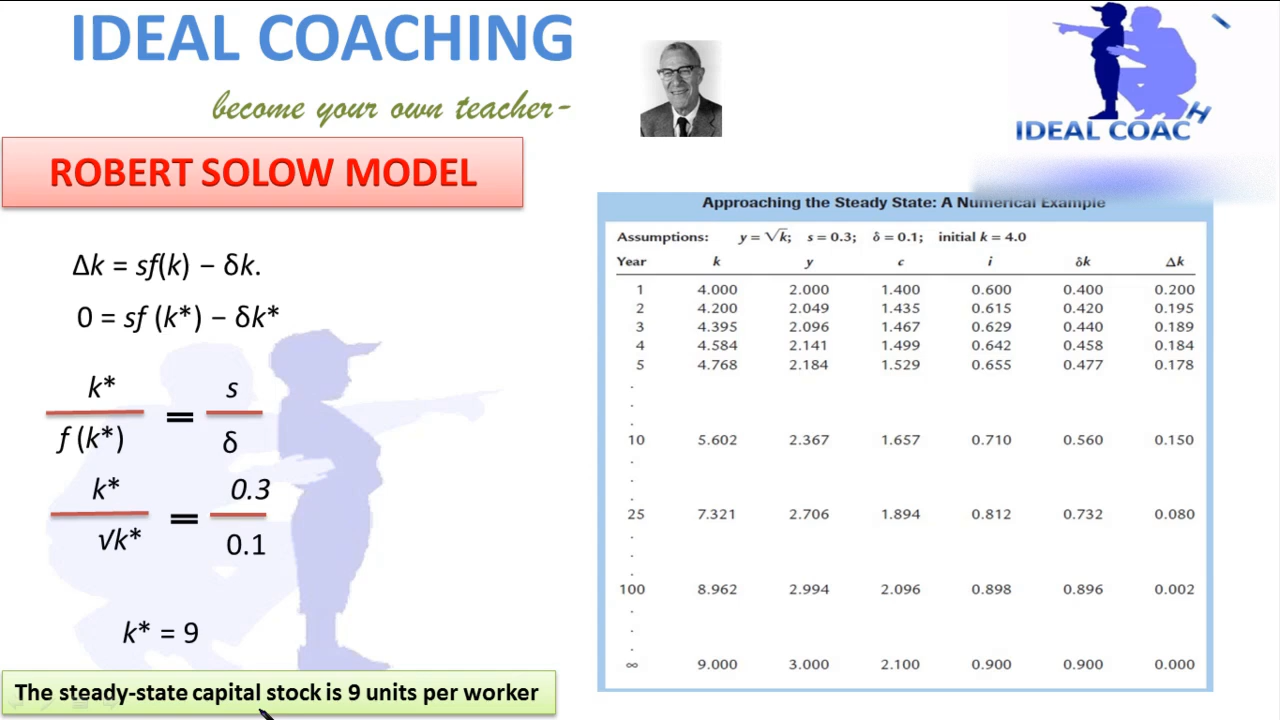 IDEAL COACHING
become your own teacher-
IDEAL COACH
ROBERT SOLOW MODEL
Δk = sf(k) − δk.
0 = sf (k*) − δk*
k*
f (k*)
=
s
δ
k*
√k*
=
0.3
0.1
k* = 9
The steady-state capital stock is 9 units per worker
Approaching the Steady State: A Numerical Example
Assumptions: y = √k; s = 0.3; δ = 0.1; initial k = 4.0
Year k y c i δk Δk
1 4.000 2.000 1.400 0.600 0.400 0.200
2 4.200 2.049 1.435 0.615 0.420 0.195
3 4.395 2.096 1.467 0.629 0.440 0.189
4 4.584 2.141 1.499 0.642 0.458 0.184
5 4.768 2.184 1.529 0.655 0.477 0.178
.
.
.
10 5.602 2.367 1.657 0.710 0.560 0.150
.
.
.
25 7.321 2.706 1.894 0.812 0.732 0.080
.
.
.
100 8.962 2.994 2.096 0.898 0.896 0.002
.
.
.
∞ 9.000 3.000 2.100 0.900 0.900 0.000